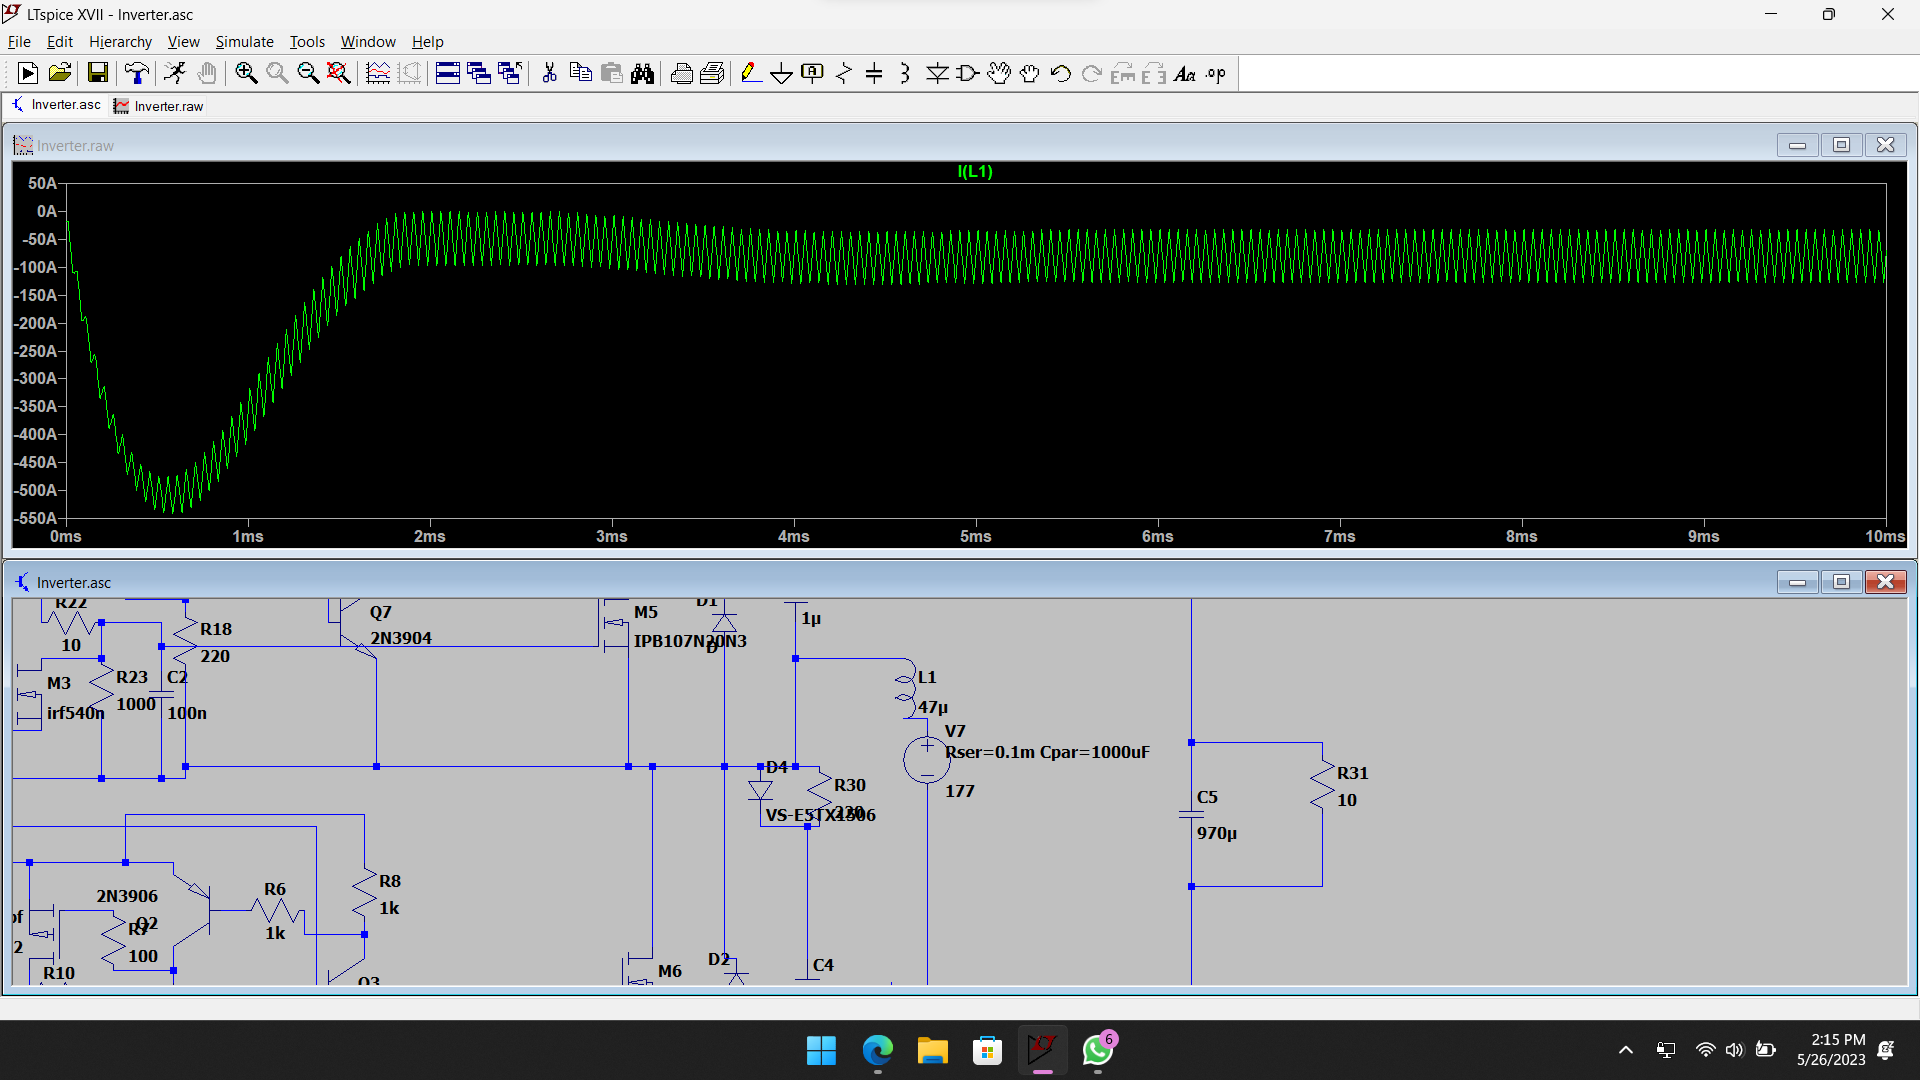 LTspice XVII - Inverter.asc
File Edit Hierarchy View Simulate Tools Window Help
Inverter.asc Inverter.raw
Inverter.raw
I(L1)
50A
0A
-50A
-100A
-150A
-200A
-250A
-300A
-350A
-400A
-450A
-500A
-550A
0ms 1ms 2ms 3ms 4ms 5ms 6ms 7ms 8ms 9ms 10ms
Inverter.asc
R22
10
R18
220
Q7
2N3904
M5
IPB107N20N3
D1
D
1µ
M3
irf540n
R23
1000
C2
100n
L1
47µ
V7
Rser=0.1m Cpar=1000uF
177
D4
VS-E5TX1506
R30
220
R31
10
C5
970µ
2N3906
Q2
R7
100
R6
1k
R8
1k
pf
2
R10
Q3
M6
D2
C4
6
2:15 PM
5/26/2023